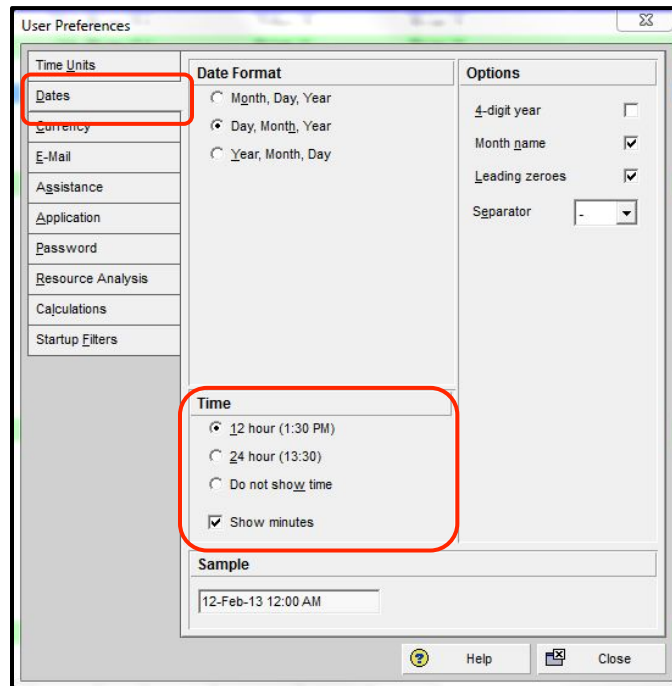 User Preferences
Time Units
Dates
Currency
E-Mail
Assistance
Application
Password
Resource Analysis
Calculations
Startup Filters
Date Format
Month, Day, Year
Day, Month, Year
Year, Month, Day
Options
4-digit year
Month name
Leading zeroes
Separator -
Time
12 hour (1:30 PM)
24 hour (13:30)
Do not show time
Show minutes
Sample
12-Feb-13 12:00 AM
Help
Close